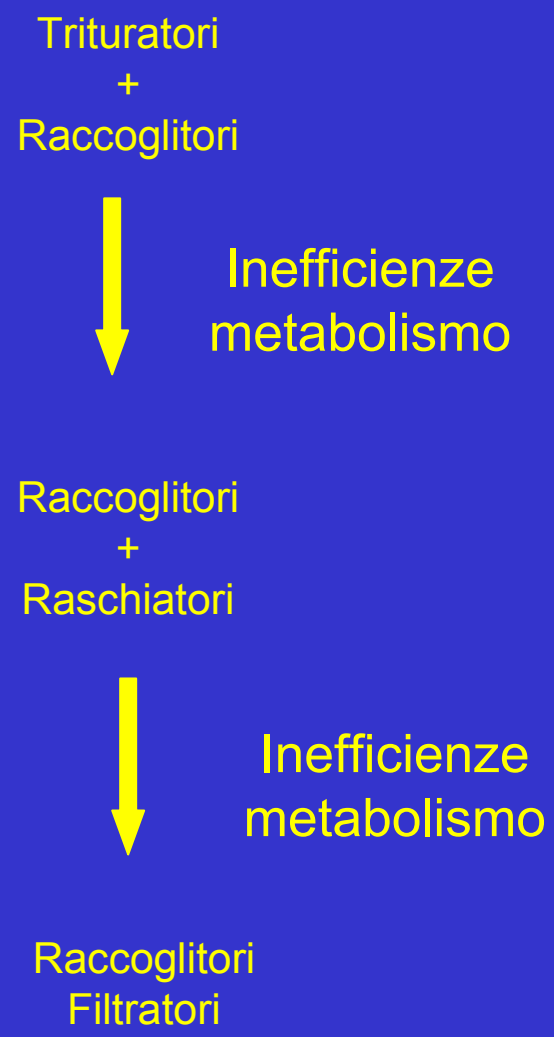 Trituratori
+
Raccoglitori
Inefficienze
metabolismo
Raccoglitori
+
Raschiatori
Inefficienze
metabolismo
Raccoglitori
Filtratori